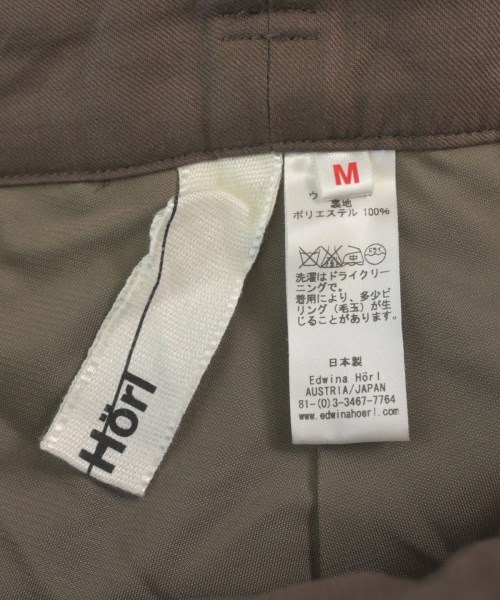 Hörl
M
裏地
ポリエステル 100%
洗濯はドライクリー
ニングで。
着用により、多少ピ
リング(毛玉)が生
じることがあります。
日本製
Edwina Hörl
AUSTRIA/JAPAN
81-(0)3-3467-7764
www.edwinahoerl.com